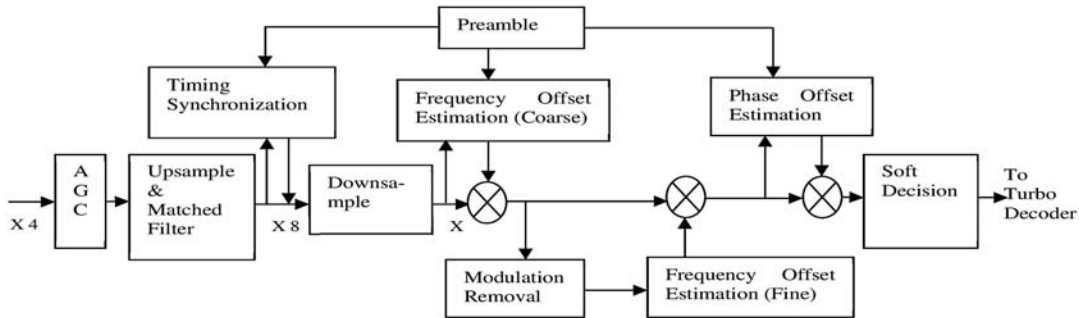 Preamble
Timing
Synchronization
Frequency Offset
Estimation (Coarse)
Phase Offset
Estimation
A
G
C
Upsample
&
Matched
Filter
Downsa-
mple
Soft
Decision
To
Turbo
Decoder
X 4
X 8
X
Modulation
Removal
Frequency Offset
Estimation (Fine)